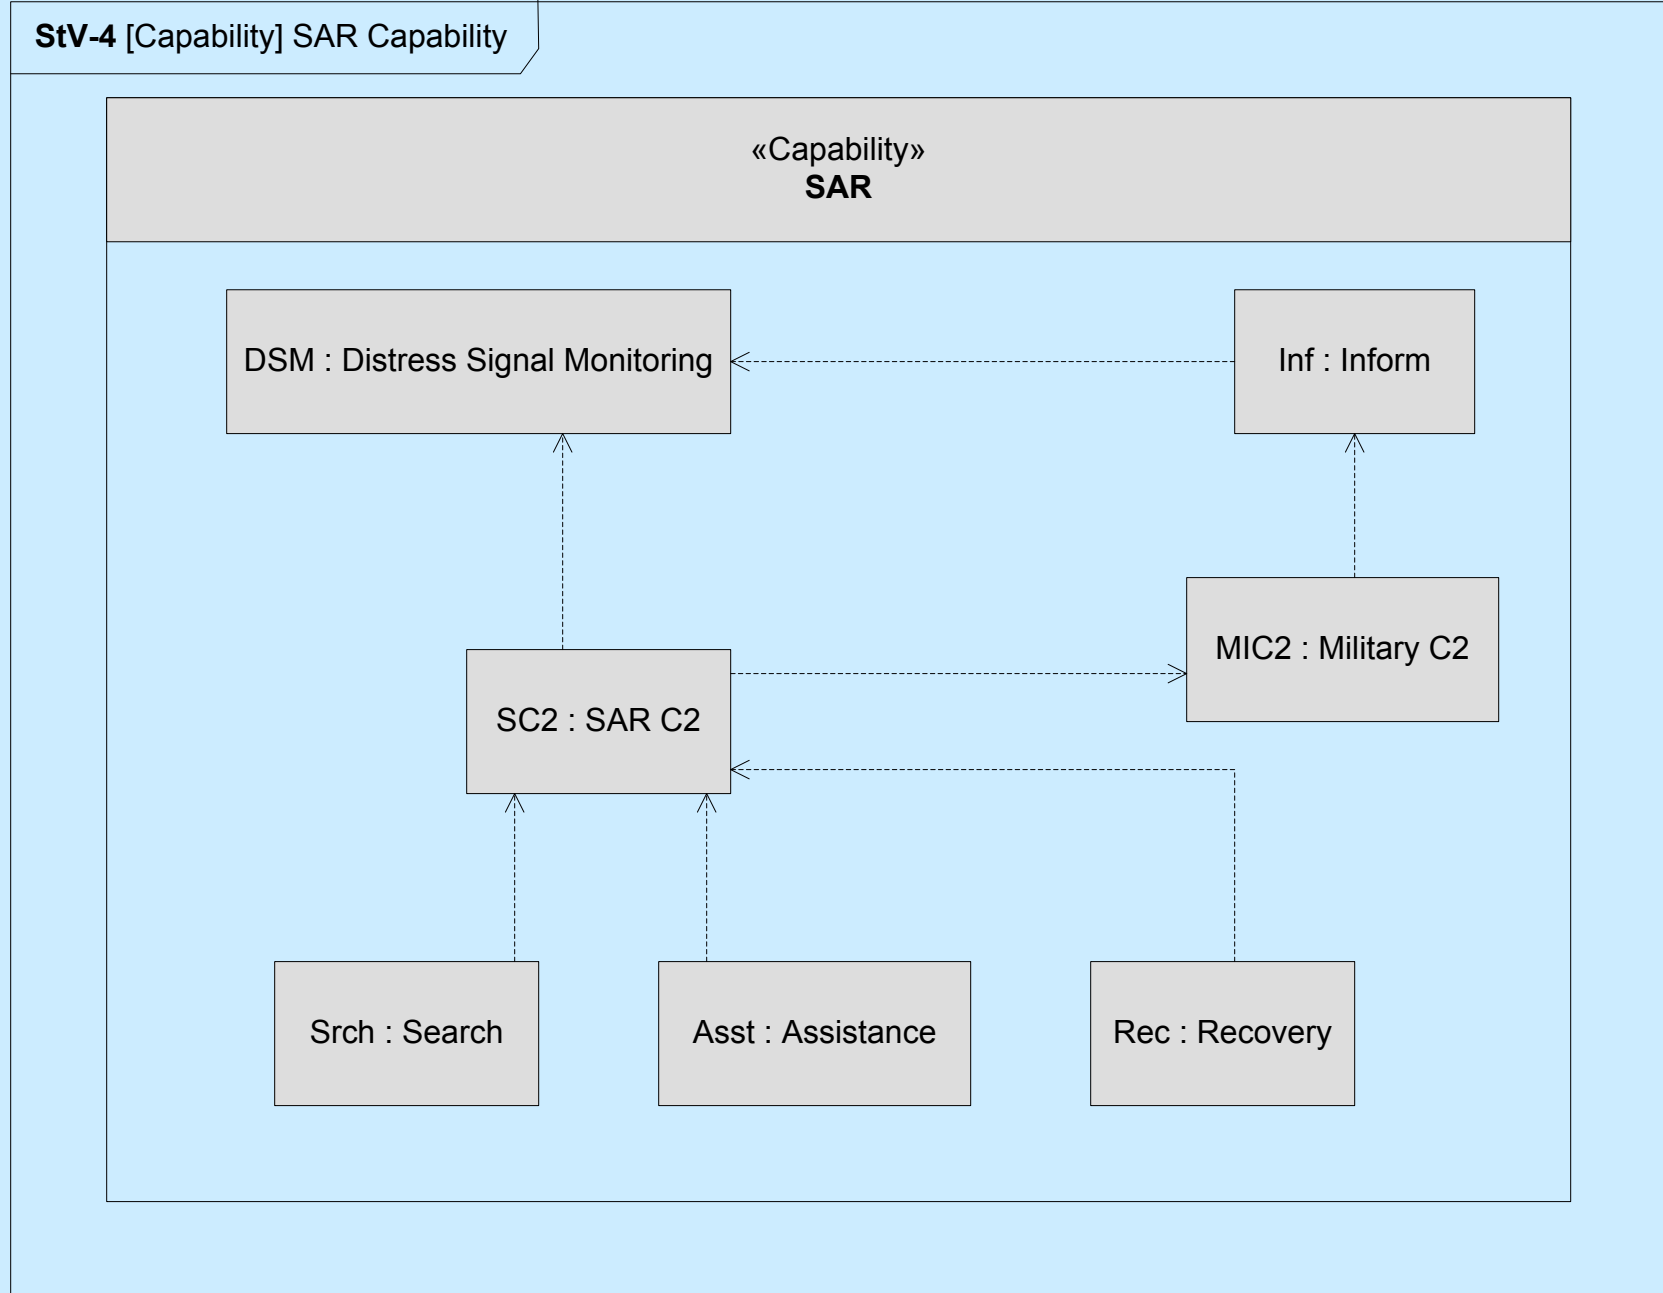 StV-4 [Capability] SAR Capability
«Capability»
SAR
DSM : Distress Signal Monitoring
Inf : Inform
MIC2 : Military C2
SC2 : SAR C2
Srch : Search
Asst : Assistance
Rec : Recovery